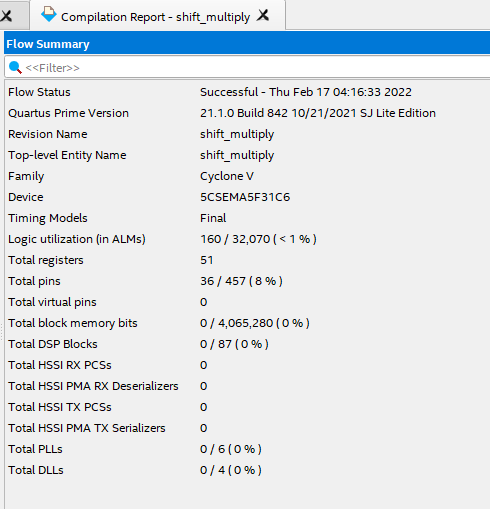 Compilation Report - shift_multiply
Flow Summary
<<Filter>>
Flow Status Successful - Thu Feb 17 04:16:33 2022
Quartus Prime Version 21.1.0 Build 842 10/21/2021 SJ Lite Edition
Revision Name shift_multiply
Top-level Entity Name shift_multiply
Family Cyclone V
Device 5CSEMA5F31C6
Timing Models Final
Logic utilization (in ALMs) 160 / 32,070 ( < 1 % )
Total registers 51
Total pins 36 / 457 ( 8 % )
Total virtual pins 0
Total block memory bits 0 / 4,065,280 ( 0 % )
Total DSP Blocks 0 / 87 ( 0 % )
Total HSSI RX PCSs 0
Total HSSI PMA RX Deserializers 0
Total HSSI TX PCSs 0
Total HSSI PMA TX Serializers 0
Total PLLs 0 / 6 ( 0 % )
Total DLLs 0 / 4 ( 0 % )